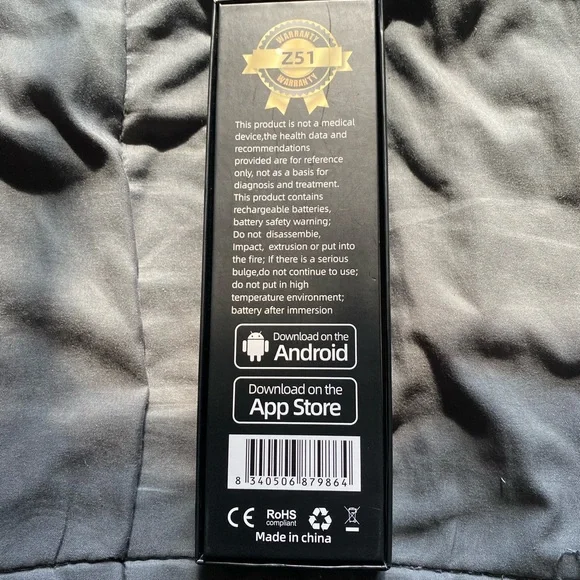 WARRANTY
Z51
WARRANTY
This product is not a medical
device,the health data and
recommendations
provided are for reference
only, not as a basis for
diagnosis and treatment.
This product contains
rechargeable batteries,
battery safety warning;
Do not disassemble,
Impact, extrusion or put into
the fire; If there is a serious
bulge,do not continue to use;
do not put in high
temperature environment;
battery after immersion
Download on the
Android
Download on the
App Store
8 340506 879864
CE RoHS
compliant
Made in china